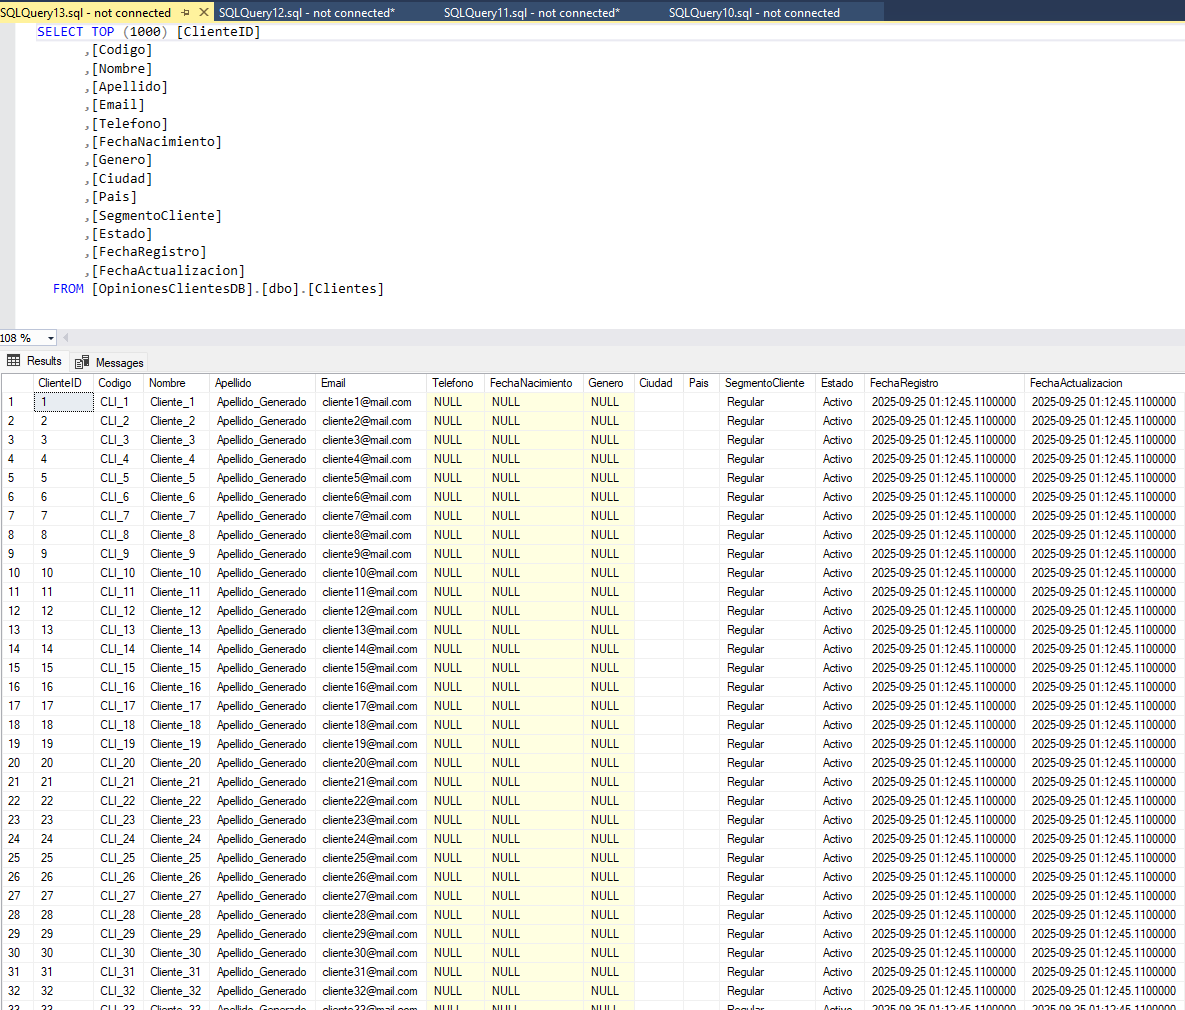 SQLQuery13.sql - not connected SQLQuery12.sql - not connected* SQLQuery11.sql - not connected* SQLQuery10.sql - not connected
SELECT TOP (1000) [ClienteID]
,[Codigo]
,[Nombre]
,[Apellido]
,[Email]
,[Telefono]
,[FechaNacimiento]
,[Genero]
,[Ciudad]
,[Pais]
,[SegmentoCliente]
,[Estado]
,[FechaRegistro]
,[FechaActualizacion]
FROM [OpinionesClientesDB].[dbo].[Clientes]
108 %
Results Messages
ClienteID Codigo Nombre Apellido Email Telefono FechaNacimiento Genero Ciudad Pais SegmentoCliente Estado FechaRegistro FechaActualizacion
1 1 CLI_1 Cliente_1 Apellido_Generado cliente1@mail.com NULL NULL NULL Regular Activo 2025-09-25 01:12:45.1100000 2025-09-25 01:12:45.1100000
2 2 CLI_2 Cliente_2 Apellido_Generado cliente2@mail.com NULL NULL NULL Regular Activo 2025-09-25 01:12:45.1100000 2025-09-25 01:12:45.1100000
3 3 CLI_3 Cliente_3 Apellido_Generado cliente3@mail.com NULL NULL NULL Regular Activo 2025-09-25 01:12:45.1100000 2025-09-25 01:12:45.1100000
4 4 CLI_4 Cliente_4 Apellido_Generado cliente4@mail.com NULL NULL NULL Regular Activo 2025-09-25 01:12:45.1100000 2025-09-25 01:12:45.1100000
5 5 CLI_5 Cliente_5 Apellido_Generado cliente5@mail.com NULL NULL NULL Regular Activo 2025-09-25 01:12:45.1100000 2025-09-25 01:12:45.1100000
6 6 CLI_6 Cliente_6 Apellido_Generado cliente6@mail.com NULL NULL NULL Regular Activo 2025-09-25 01:12:45.1100000 2025-09-25 01:12:45.1100000
7 7 CLI_7 Cliente_7 Apellido_Generado cliente7@mail.com NULL NULL NULL Regular Activo 2025-09-25 01:12:45.1100000 2025-09-25 01:12:45.1100000
8 8 CLI_8 Cliente_8 Apellido_Generado cliente8@mail.com NULL NULL NULL Regular Activo 2025-09-25 01:12:45.1100000 2025-09-25 01:12:45.1100000
9 9 CLI_9 Cliente_9 Apellido_Generado cliente9@mail.com NULL NULL NULL Regular Activo 2025-09-25 01:12:45.1100000 2025-09-25 01:12:45.1100000
10 10 CLI_10 Cliente_10 Apellido_Generado cliente10@mail.com NULL NULL NULL Regular Activo 2025-09-25 01:12:45.1100000 2025-09-25 01:12:45.1100000
11 11 CLI_11 Cliente_11 Apellido_Generado cliente11@mail.com NULL NULL NULL Regular Activo 2025-09-25 01:12:45.1100000 2025-09-25 01:12:45.1100000
12 12 CLI_12 Cliente_12 Apellido_Generado cliente12@mail.com NULL NULL NULL Regular Activo 2025-09-25 01:12:45.1100000 2025-09-25 01:12:45.1100000
13 13 CLI_13 Cliente_13 Apellido_Generado cliente13@mail.com NULL NULL NULL Regular Activo 2025-09-25 01:12:45.1100000 2025-09-25 01:12:45.1100000
14 14 CLI_14 Cliente_14 Apellido_Generado cliente14@mail.com NULL NULL NULL Regular Activo 2025-09-25 01:12:45.1100000 2025-09-25 01:12:45.1100000
15 15 CLI_15 Cliente_15 Apellido_Generado cliente15@mail.com NULL NULL NULL Regular Activo 2025-09-25 01:12:45.1100000 2025-09-25 01:12:45.1100000
16 16 CLI_16 Cliente_16 Apellido_Generado cliente16@mail.com NULL NULL NULL Regular Activo 2025-09-25 01:12:45.1100000 2025-09-25 01:12:45.1100000
17 17 CLI_17 Cliente_17 Apellido_Generado cliente17@mail.com NULL NULL NULL Regular Activo 2025-09-25 01:12:45.1100000 2025-09-25 01:12:45.1100000
18 18 CLI_18 Cliente_18 Apellido_Generado cliente18@mail.com NULL NULL NULL Regular Activo 2025-09-25 01:12:45.1100000 2025-09-25 01:12:45.1100000
19 19 CLI_19 Cliente_19 Apellido_Generado cliente19@mail.com NULL NULL NULL Regular Activo 2025-09-25 01:12:45.1100000 2025-09-25 01:12:45.1100000
20 20 CLI_20 Cliente_20 Apellido_Generado cliente20@mail.com NULL NULL NULL Regular Activo 2025-09-25 01:12:45.1100000 2025-09-25 01:12:45.1100000
21 21 CLI_21 Cliente_21 Apellido_Generado cliente21@mail.com NULL NULL NULL Regular Activo 2025-09-25 01:12:45.1100000 2025-09-25 01:12:45.1100000
22 22 CLI_22 Cliente_22 Apellido_Generado cliente22@mail.com NULL NULL NULL Regular Activo 2025-09-25 01:12:45.1100000 2025-09-25 01:12:45.1100000
23 23 CLI_23 Cliente_23 Apellido_Generado cliente23@mail.com NULL NULL NULL Regular Activo 2025-09-25 01:12:45.1100000 2025-09-25 01:12:45.1100000
24 24 CLI_24 Cliente_24 Apellido_Generado cliente24@mail.com NULL NULL NULL Regular Activo 2025-09-25 01:12:45.1100000 2025-09-25 01:12:45.1100000
25 25 CLI_25 Cliente_25 Apellido_Generado cliente25@mail.com NULL NULL NULL Regular Activo 2025-09-25 01:12:45.1100000 2025-09-25 01:12:45.1100000
26 26 CLI_26 Cliente_26 Apellido_Generado cliente26@mail.com NULL NULL NULL Regular Activo 2025-09-25 01:12:45.1100000 2025-09-25 01:12:45.1100000
27 27 CLI_27 Cliente_27 Apellido_Generado cliente27@mail.com NULL NULL NULL Regular Activo 2025-09-25 01:12:45.1100000 2025-09-25 01:12:45.1100000
28 28 CLI_28 Cliente_28 Apellido_Generado cliente28@mail.com NULL NULL NULL Regular Activo 2025-09-25 01:12:45.1100000 2025-09-25 01:12:45.1100000
29 29 CLI_29 Cliente_29 Apellido_Generado cliente29@mail.com NULL NULL NULL Regular Activo 2025-09-25 01:12:45.1100000 2025-09-25 01:12:45.1100000
30 30 CLI_30 Cliente_30 Apellido_Generado cliente30@mail.com NULL NULL NULL Regular Activo 2025-09-25 01:12:45.1100000 2025-09-25 01:12:45.1100000
31 31 CLI_31 Cliente_31 Apellido_Generado cliente31@mail.com NULL NULL NULL Regular Activo 2025-09-25 01:12:45.1100000 2025-09-25 01:12:45.1100000
32 32 CLI_32 Cliente_32 Apellido_Generado cliente32@mail.com NULL NULL NULL Regular Activo 2025-09-25 01:12:45.1100000 2025-09-25 01:12:45.1100000